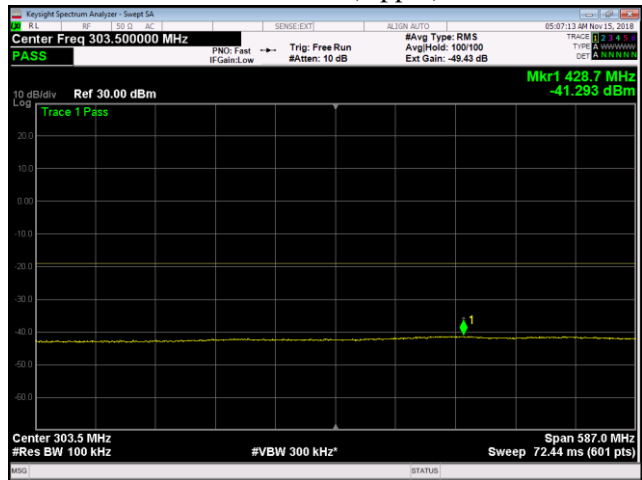 Keysight Spectrum Analyzer - Swept SA
RL RF 50 Ω AC SENSE:EXT ALIGN AUTO 05:07:13 AM Nov 15, 2018
Center Freq 303.500000 MHz
PASS
PNO: Fast
IFGain:Low
Trig: Free Run
#Atten: 10 dB
#Avg Type: RMS
Avg|Hold: 100/100
Ext Gain: -49.43 dB
TRACE 1 2 3 4 5 6
TYPE A WWWWW
DET A NNNNN
Mkr1 428.7 MHz
-41.293 dBm
10 dB/div Ref 30.00 dBm
Log
Trace 1 Pass
20.0
10.0
0.00
-10.0
-20.0
-30.0
1
-40.0
-50.0
-60.0
Center 303.5 MHz Span 587.0 MHz
#Res BW 100 kHz #VBW 300 kHz* Sweep 72.44 ms (601 pts)
MSG STATUS